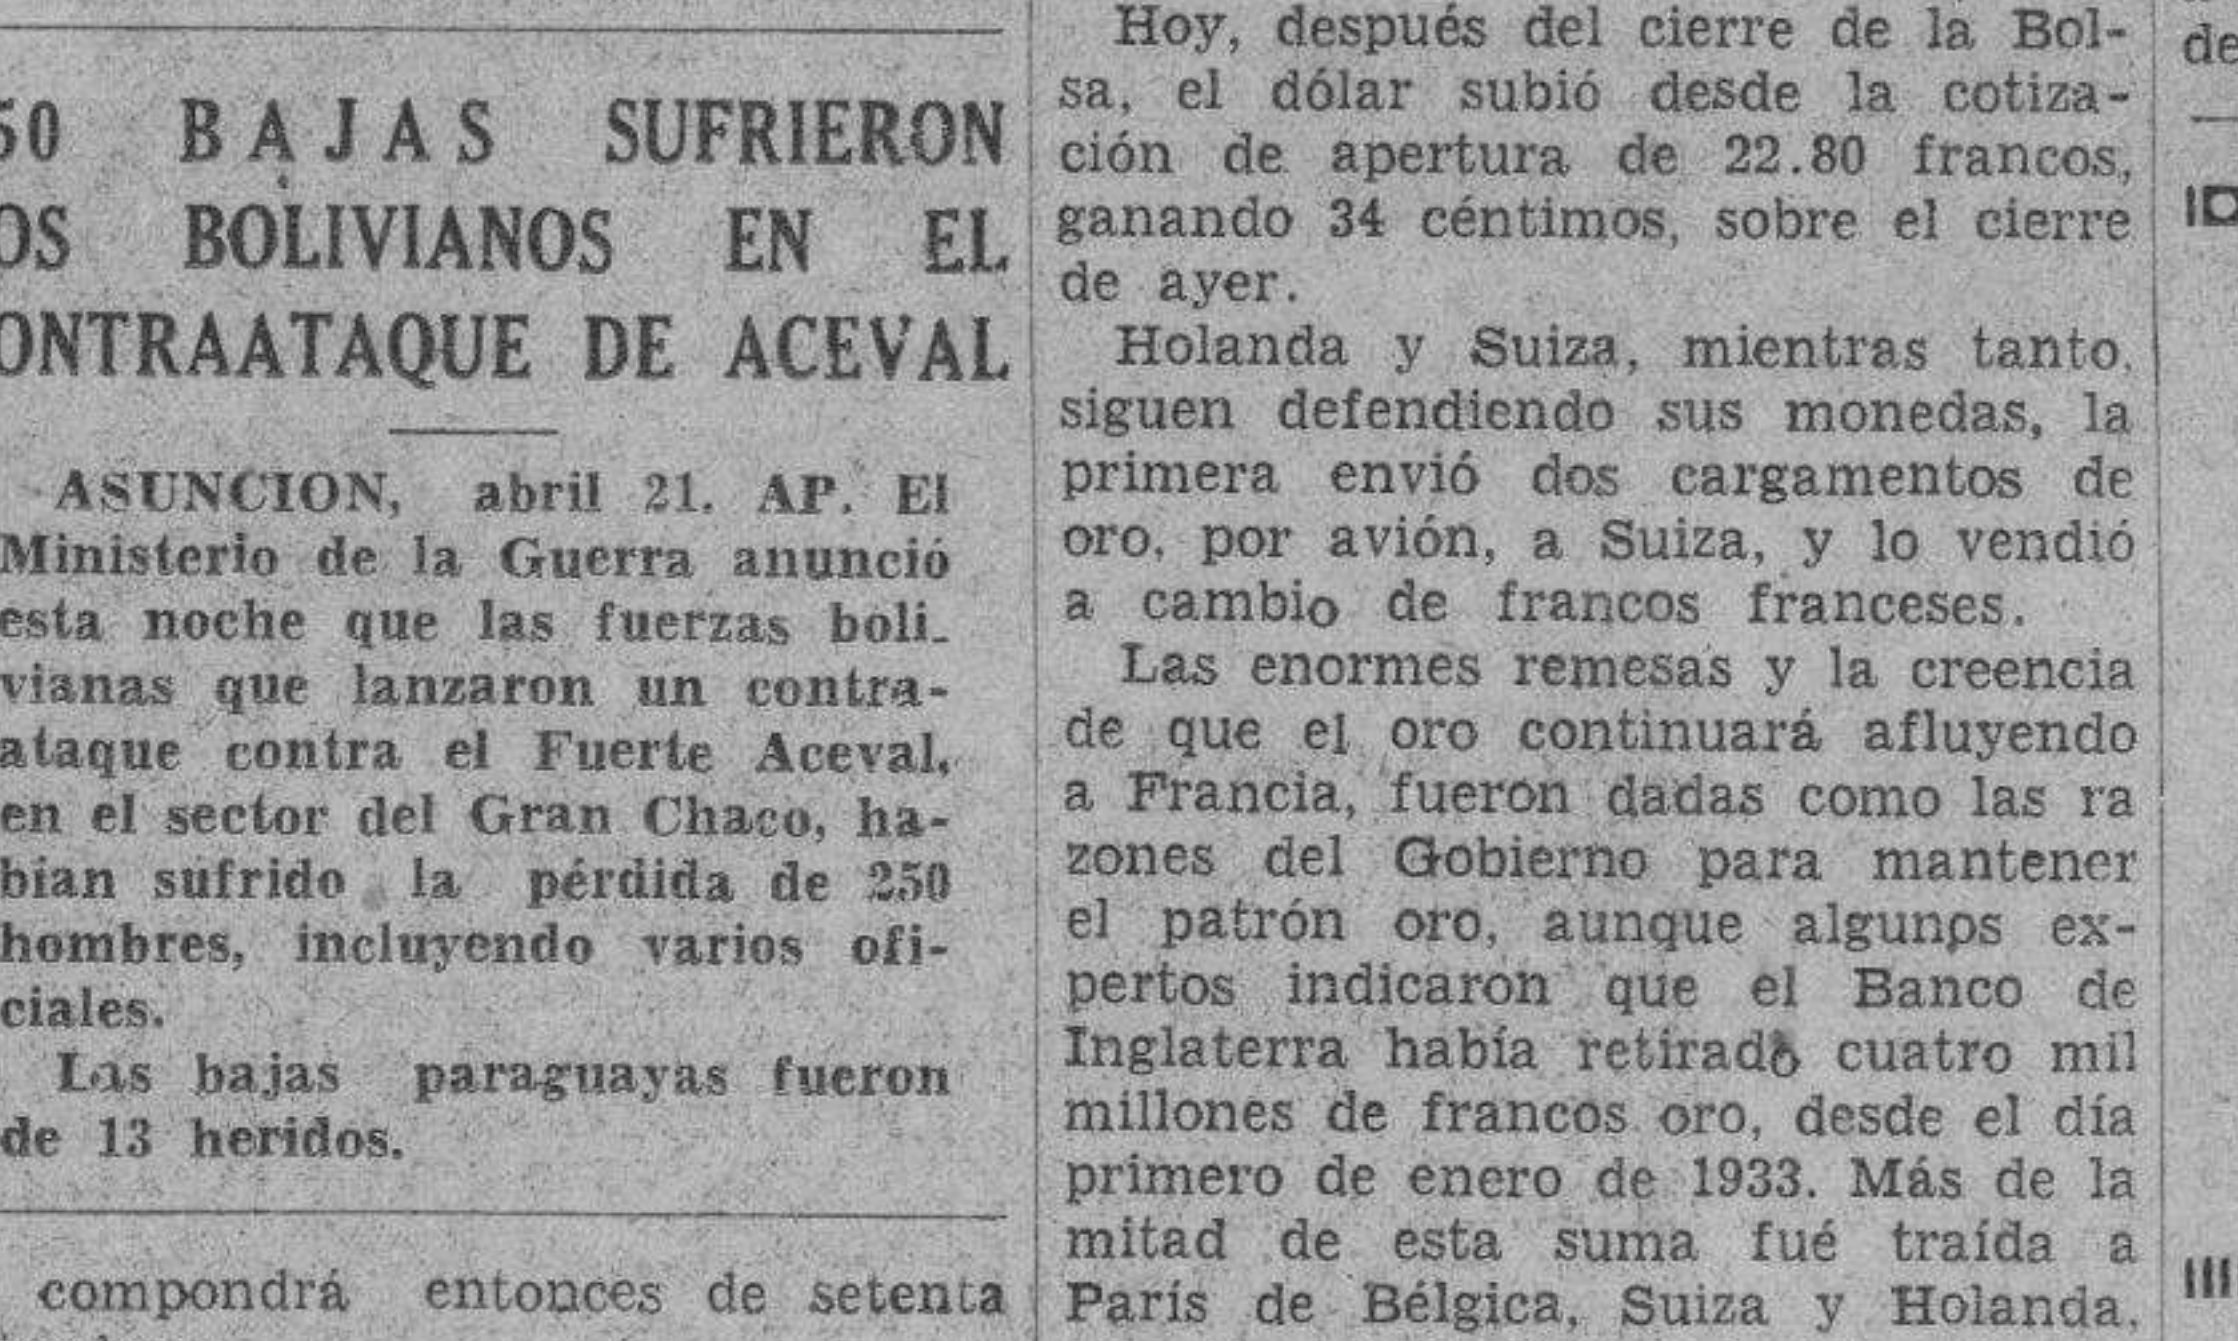 50 BAJAS SUFRIERON
OS BOLIVIANOS EN EL
ONTRAATAQUE DE ACEVAL
ASUNCION, abril 21. AP. El
Ministerio de la Guerra anunció
esta noche que las fuerzas boli-
vianas que lanzaron un contra-
ataque contra el Fuerte Aceval,
en el sector del Gran Chaco, ha-
bian sufrido la pérdida de 250
hombres, incluyendo varios ofi-
ciales.
Las bajas paraguayas fueron
de 13 heridos.
compondrá entonces de setenta
Hoy, después del cierre de la Bol-
sa, el dólar subió desde la cotiza-
ción de apertura de 22.80 francos,
ganando 34 céntimos, sobre el cierre
de ayer.
Holanda y Suiza, mientras tanto,
siguen defendiendo sus monedas, la
primera envió dos cargamentos de
oro, por avión, a Suiza, y lo vendió
a cambio de francos franceses.
Las enormes remesas y la creencia
de que el oro continuará afluyendo
a Francia, fueron dadas como las ra
zones del Gobierno para mantener
el patrón oro, aunque algunos ex-
pertos indicaron que el Banco de
Inglaterra había retirado cuatro mil
millones de francos oro, desde el día
primero de enero de 1933. Más de la
mitad de esta suma fué traída a
París de Bélgica, Suiza y Holanda.
de